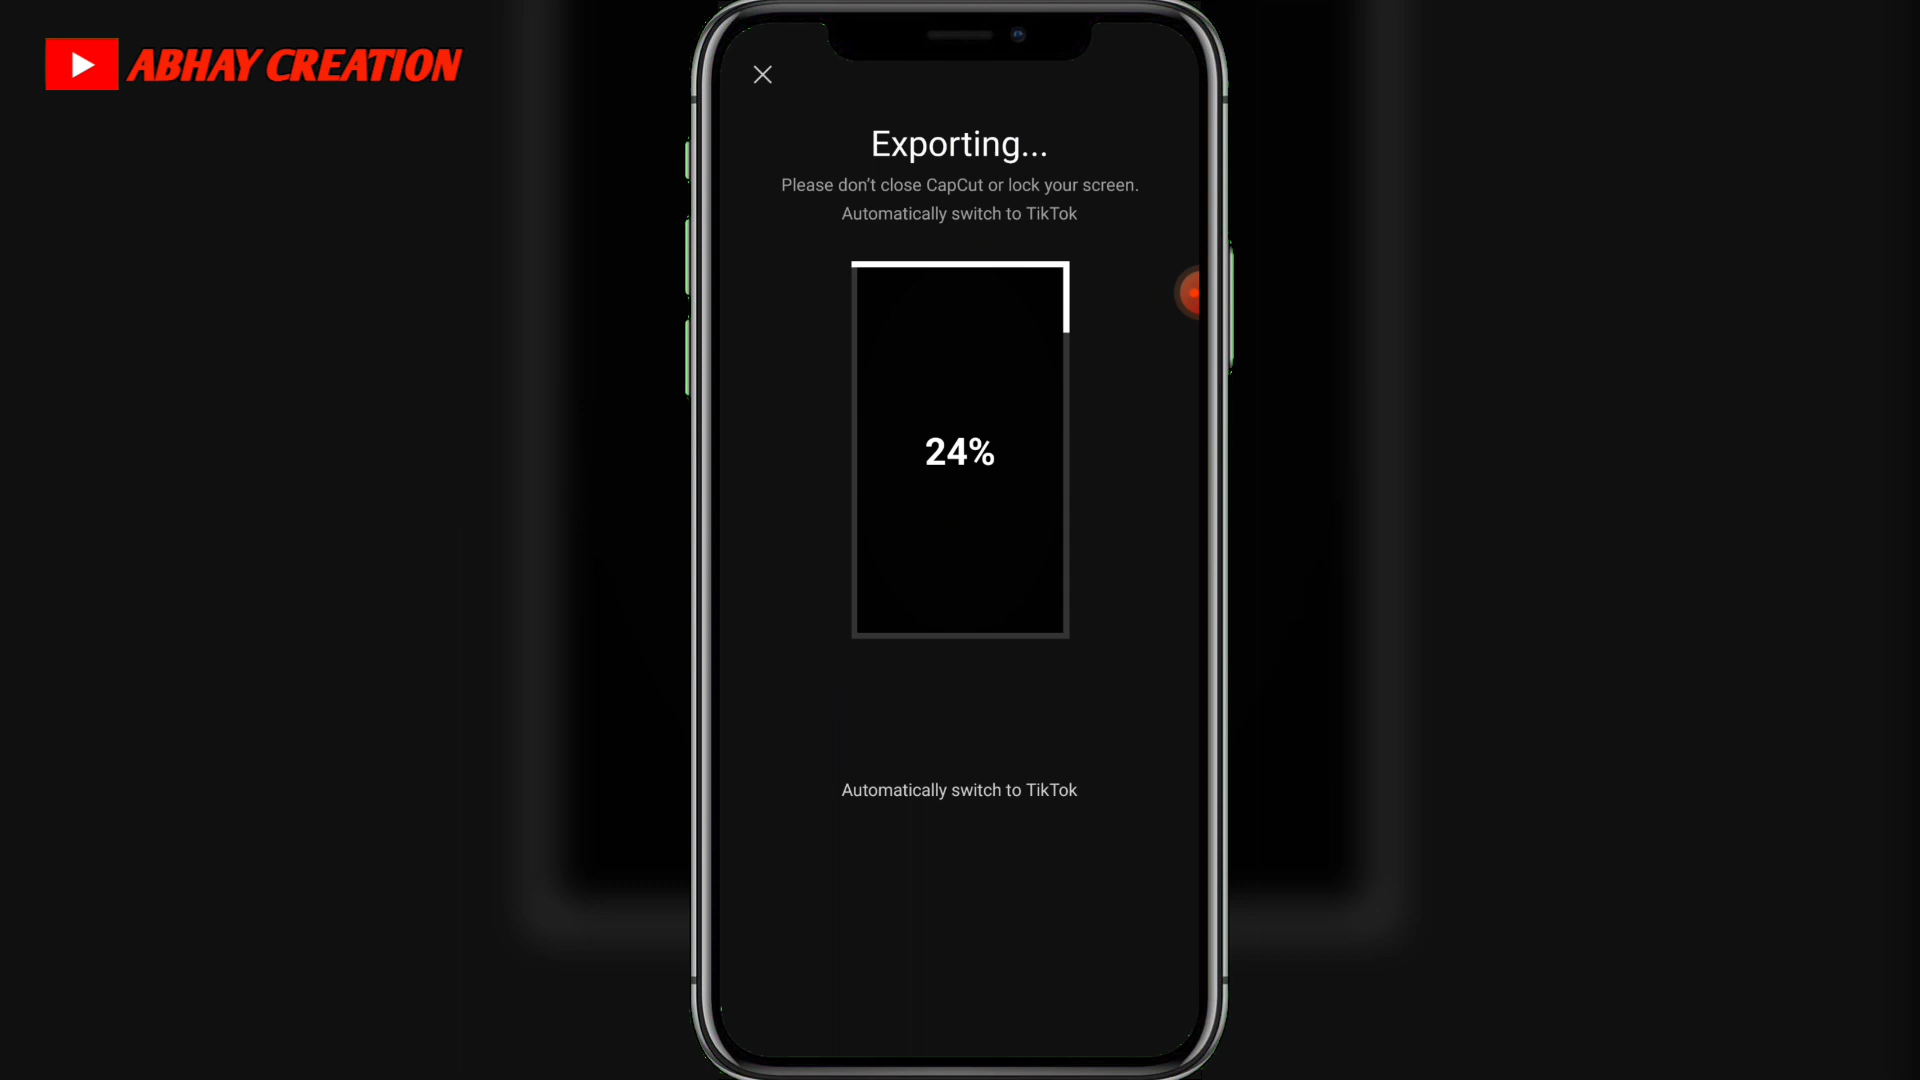 ABHAY CREATION
Exporting...
Please don't close CapCut or lock your screen.
Automatically switch to TikTok
24%
Automatically switch to TikTok